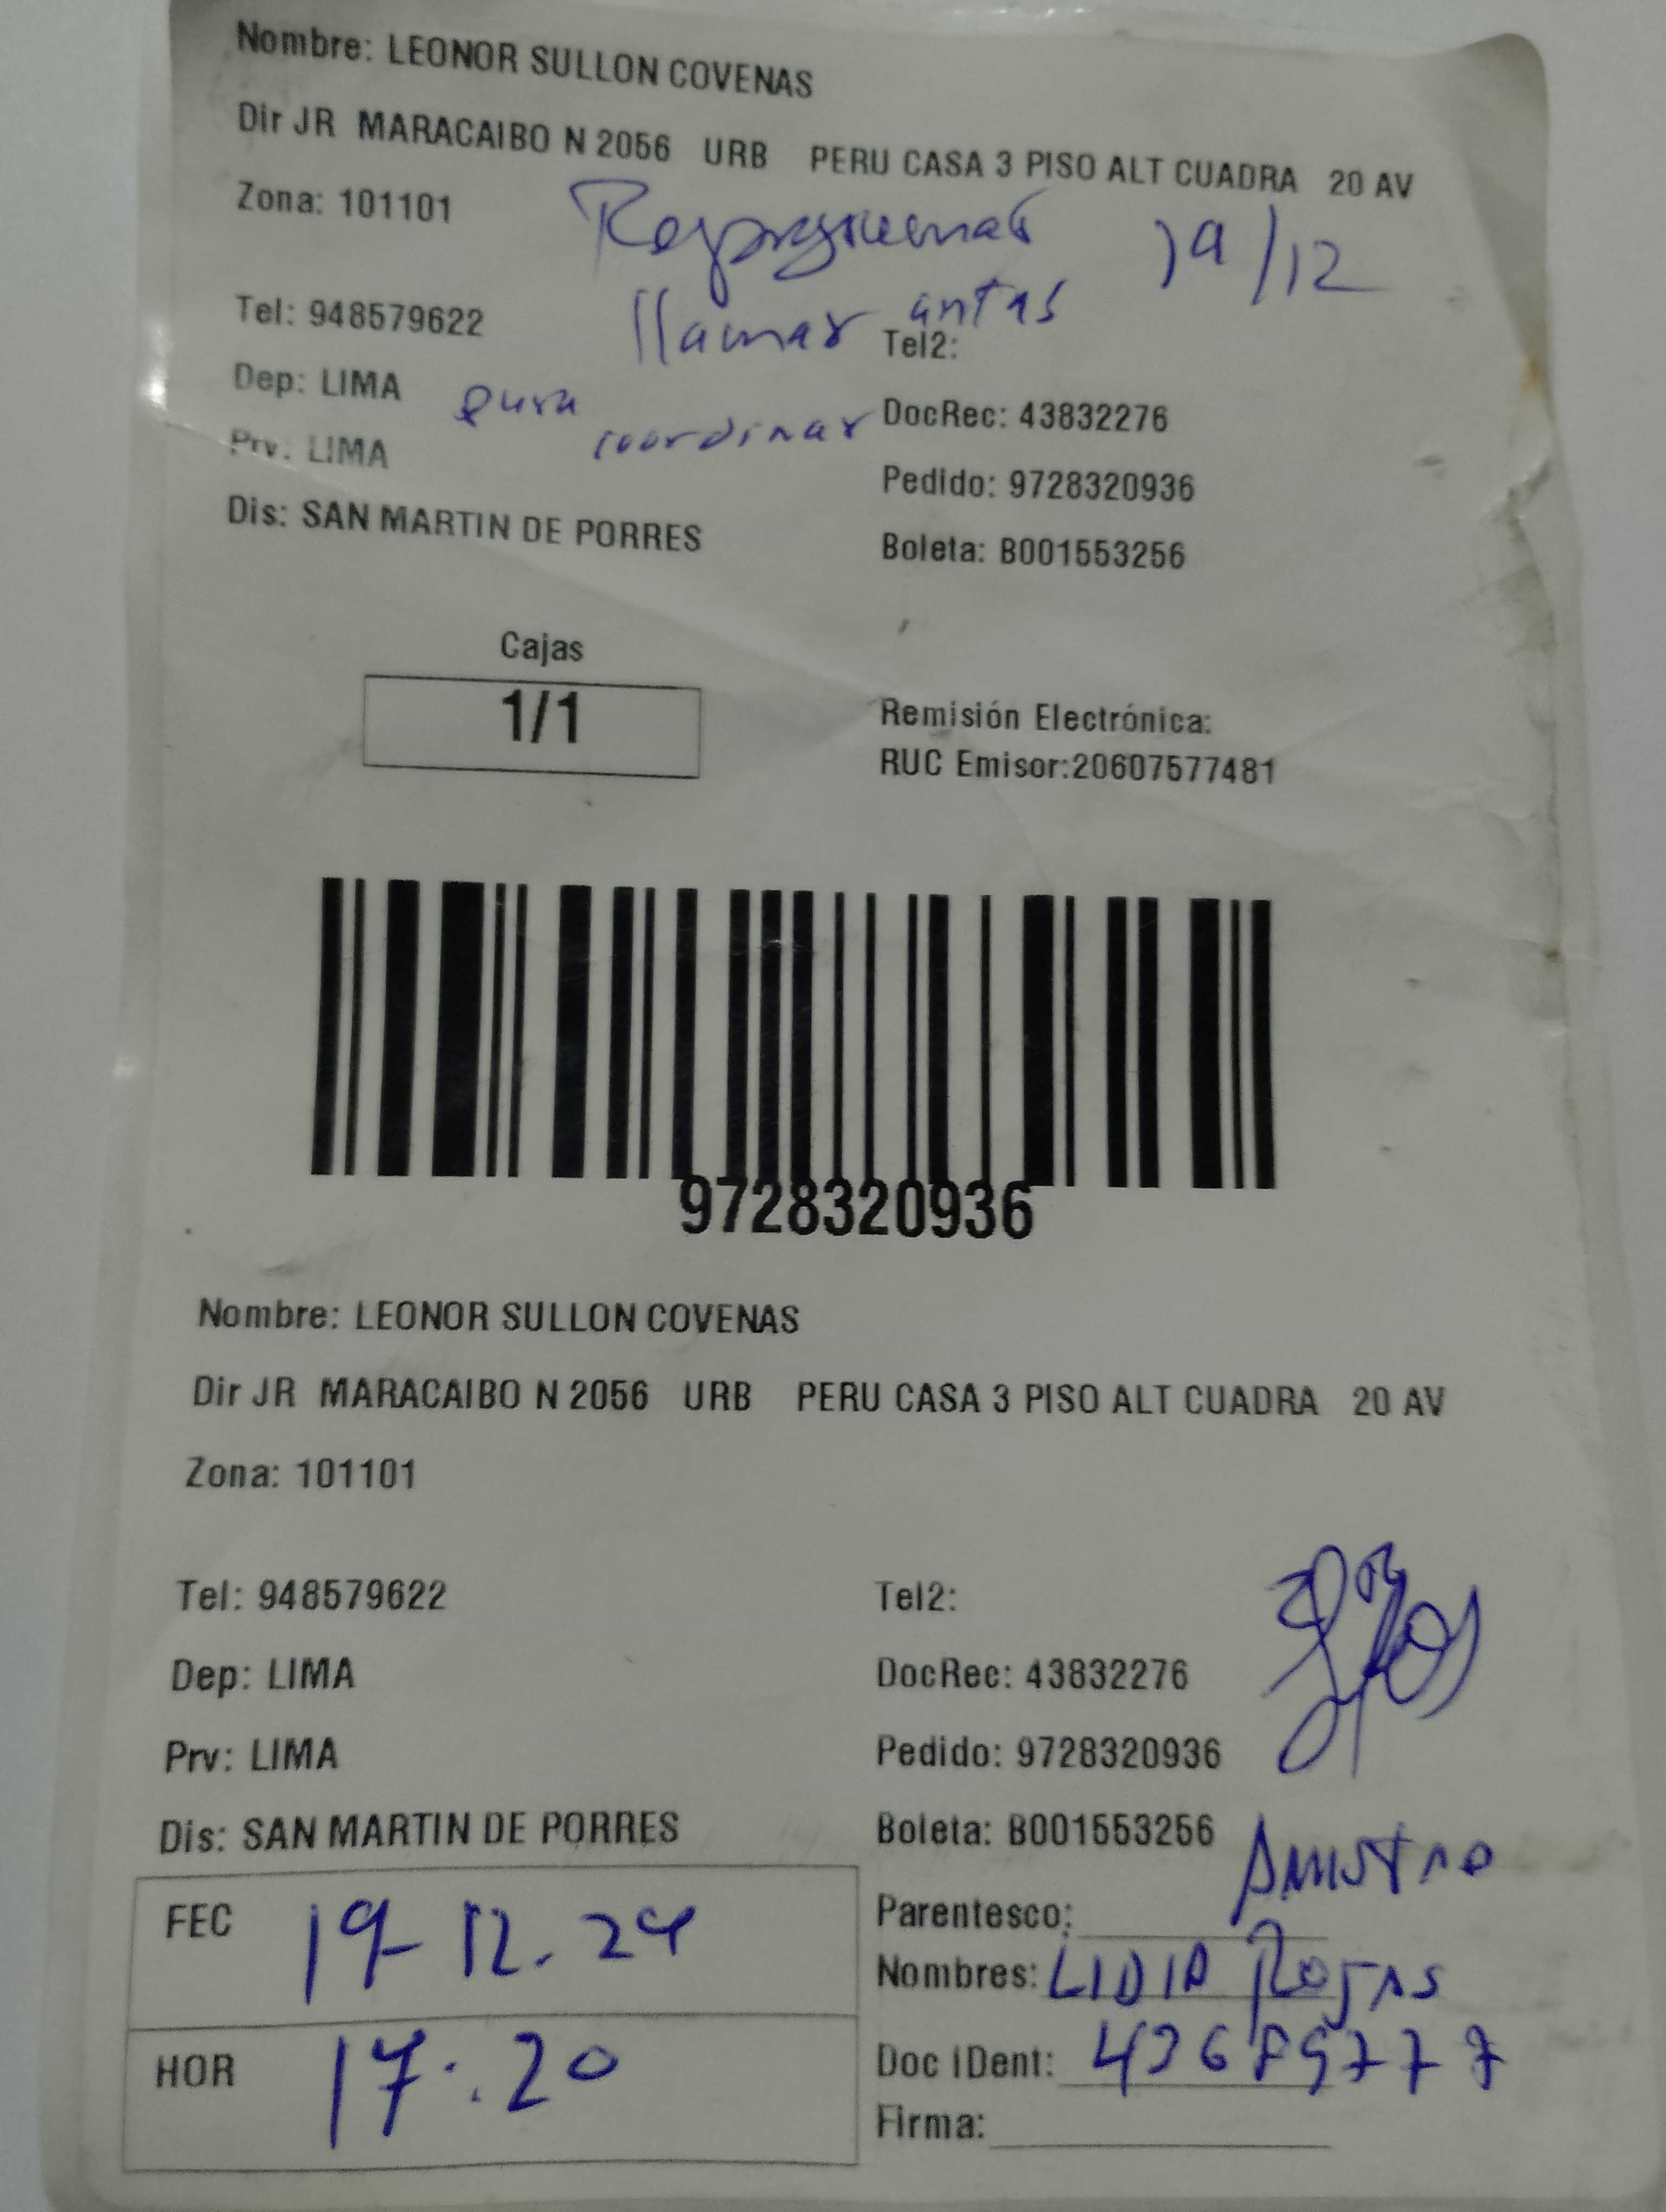 Nombre: LEONOR SULLON COVENAS
Dir JR MARACAIBO N 2056 URB PERU CASA 3 PISO ALT CUADRA 20 AV
Zona: 101101
19/12
llamar antes
Tel: 948579622
Tel2:
Dep: LIMA
para coordinar
DocRec: 43832276
Prv: LIMA
Pedido: 9728320936
Dis: SAN MARTIN DE PORRES
Boleta: B001553256
Cajas
1/1
Remisión Electrónica:
RUC Emisor:20607577481
9728320936
Nombre: LEONOR SULLON COVENAS
Dir JR MARACAIBO N 2056 URB PERU CASA 3 PISO ALT CUADRA 20 AV
Zona: 101101
Tel: 948579622
Tel2:
Dep: LIMA
DocRec: 43832276
Prv: LIMA
Pedido: 9728320936
Dis: SAN MARTIN DE PORRES
Boleta: B001553256
FEC 19-12.24
Parentesco:
Nombres: LIDIA Rojas
HOR 17:20
Doc iDent:
Firma: